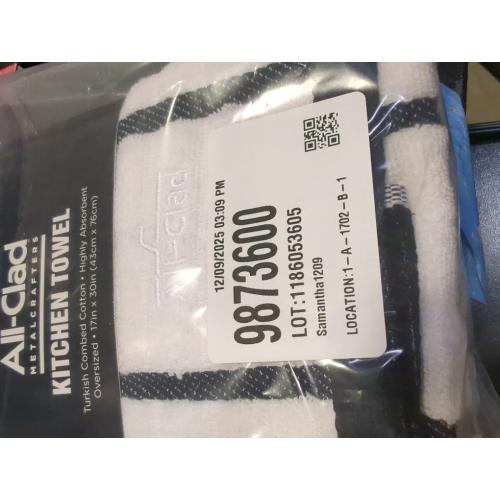 All-Clad
METALCRAFTERS
KITCHEN TOWEL
Turkish Combed Cotton • Highly Absorbent
Oversized • 17in x 30in (43cm x 76cm)
All-Clad
12/09/2025 03:09 PM
9873600
LOT:1186053605
Samantha1209
LOCATION:1-A-1702-B-1